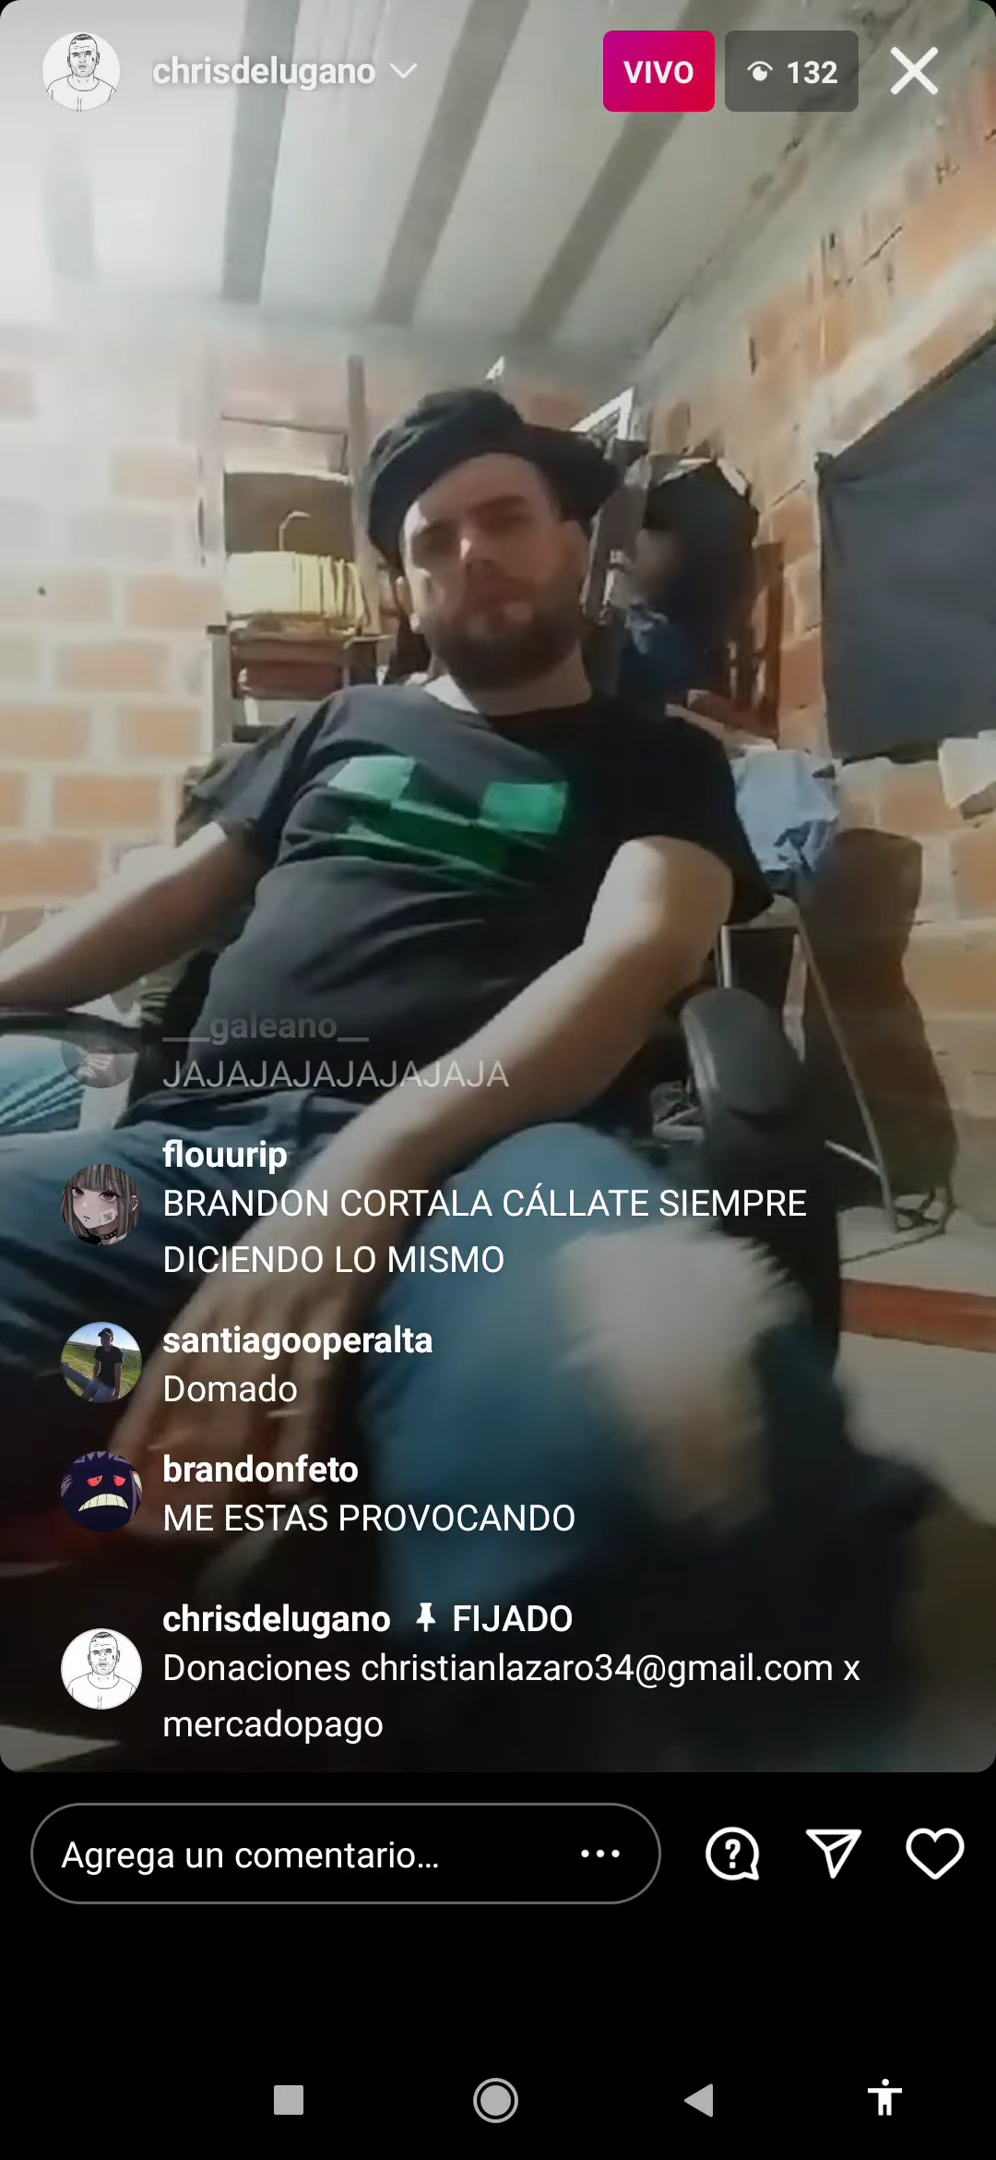 chrisdelugano
VIVO
132
___galeano__
JAJAJAJAJAJAJAJA
flouurip
BRANDON CORTALA CÁLLATE SIEMPRE
DICIENDO LO MISMO
santiagooperalta
Domado
brandonfeto
ME ESTAS PROVOCANDO
chrisdelugano FIJADO
Donaciones christianlazaro34@gmail.com x
mercadopago
Agrega un comentario...